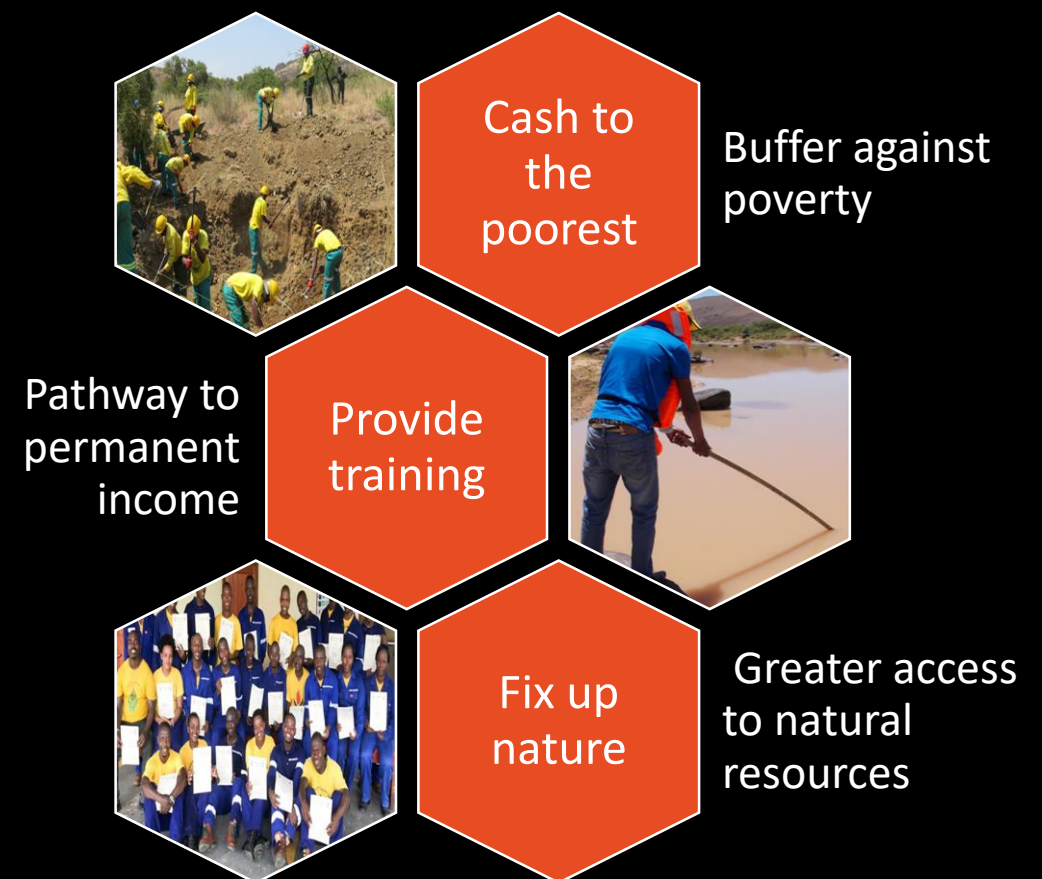 Cash to
the
poorest
Buffer against
poverty
Pathway to
permanent
income
Provide
training
Fix up
nature
Greater access
to natural
resources